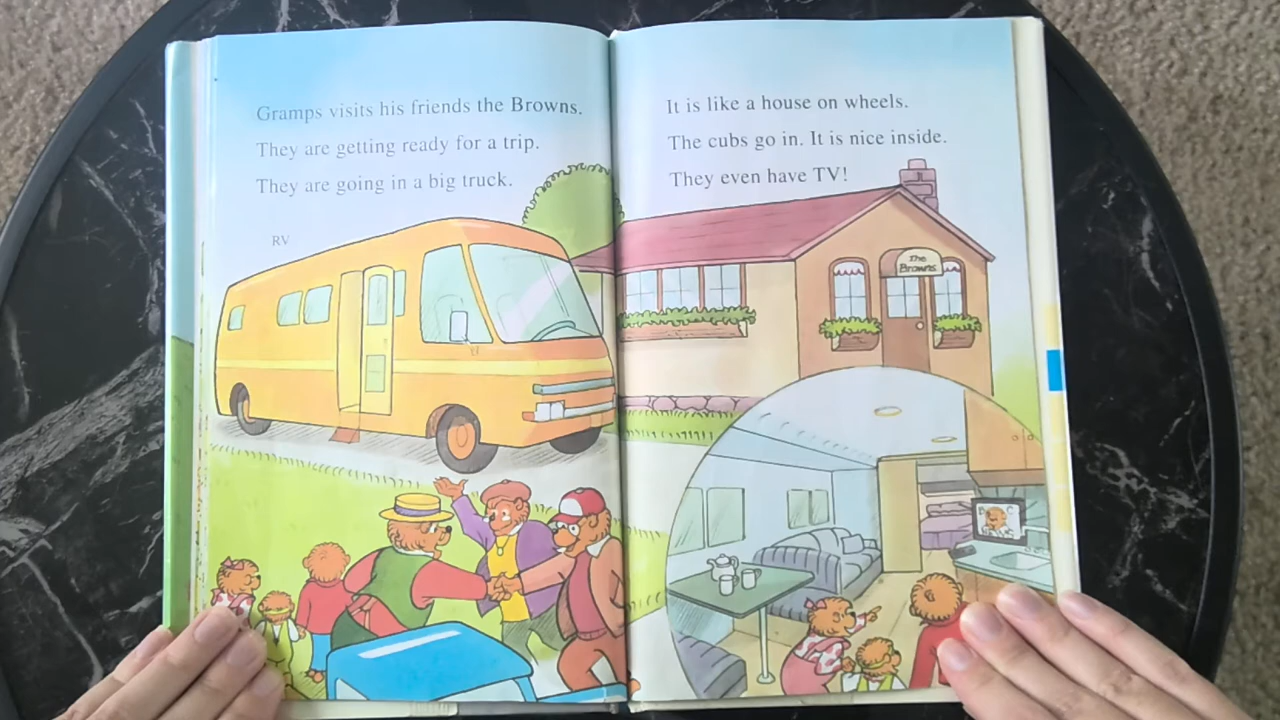 Gramps visits his friends the Browns.
They are getting ready for a trip.
They are going in a big truck.
RV
It is like a house on wheels.
The cubs go in. It is nice inside.
They even have TV!
The
Browns